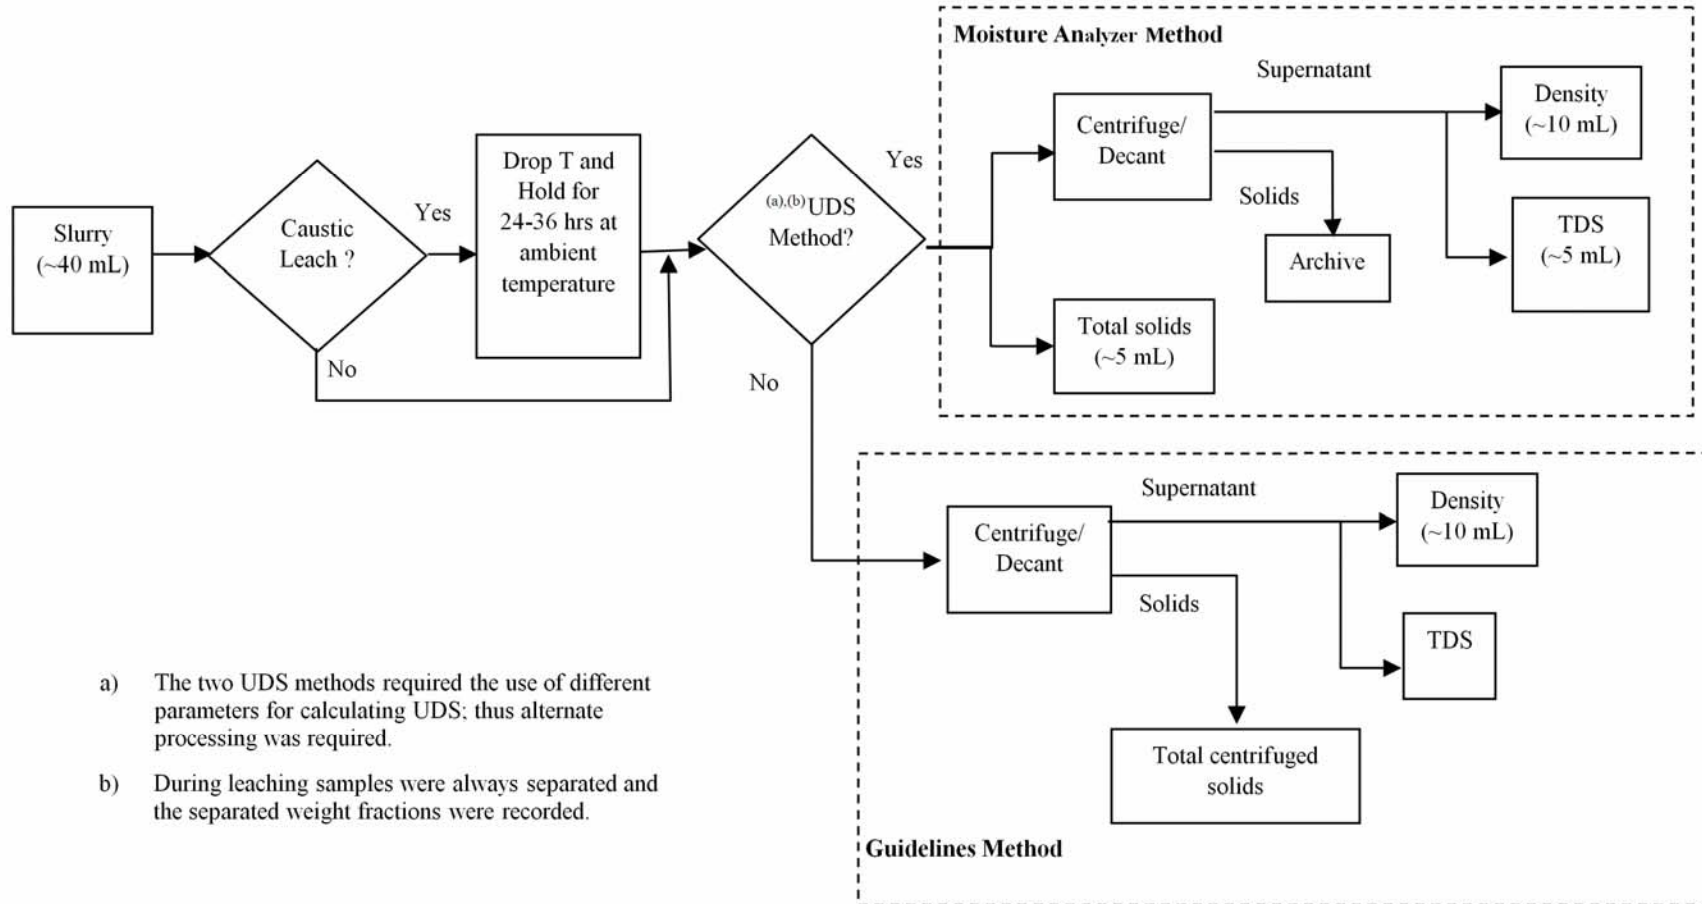 Moisture Analyzer Method
Supernatant
Density
(~10 mL)
Centrifuge/
Decant
Drop T and
Hold for
24-36 hrs at
ambient
temperature
Yes
(a),(b)UDS
Method?
Solids
TDS
(~5 mL)
Slurry
(~40 mL)
Caustic
Leach ?
Yes
Archive
Total solids
(~5 mL)
No
No
Supernatant
Density
(~10 mL)
Centrifuge/
Decant
Solids
TDS
a) The two UDS methods required the use of different
parameters for calculating UDS; thus alternate
processing was required.
Total centrifuged
solids
b) During leaching samples were always separated and
the separated weight fractions were recorded.
Guidelines Method